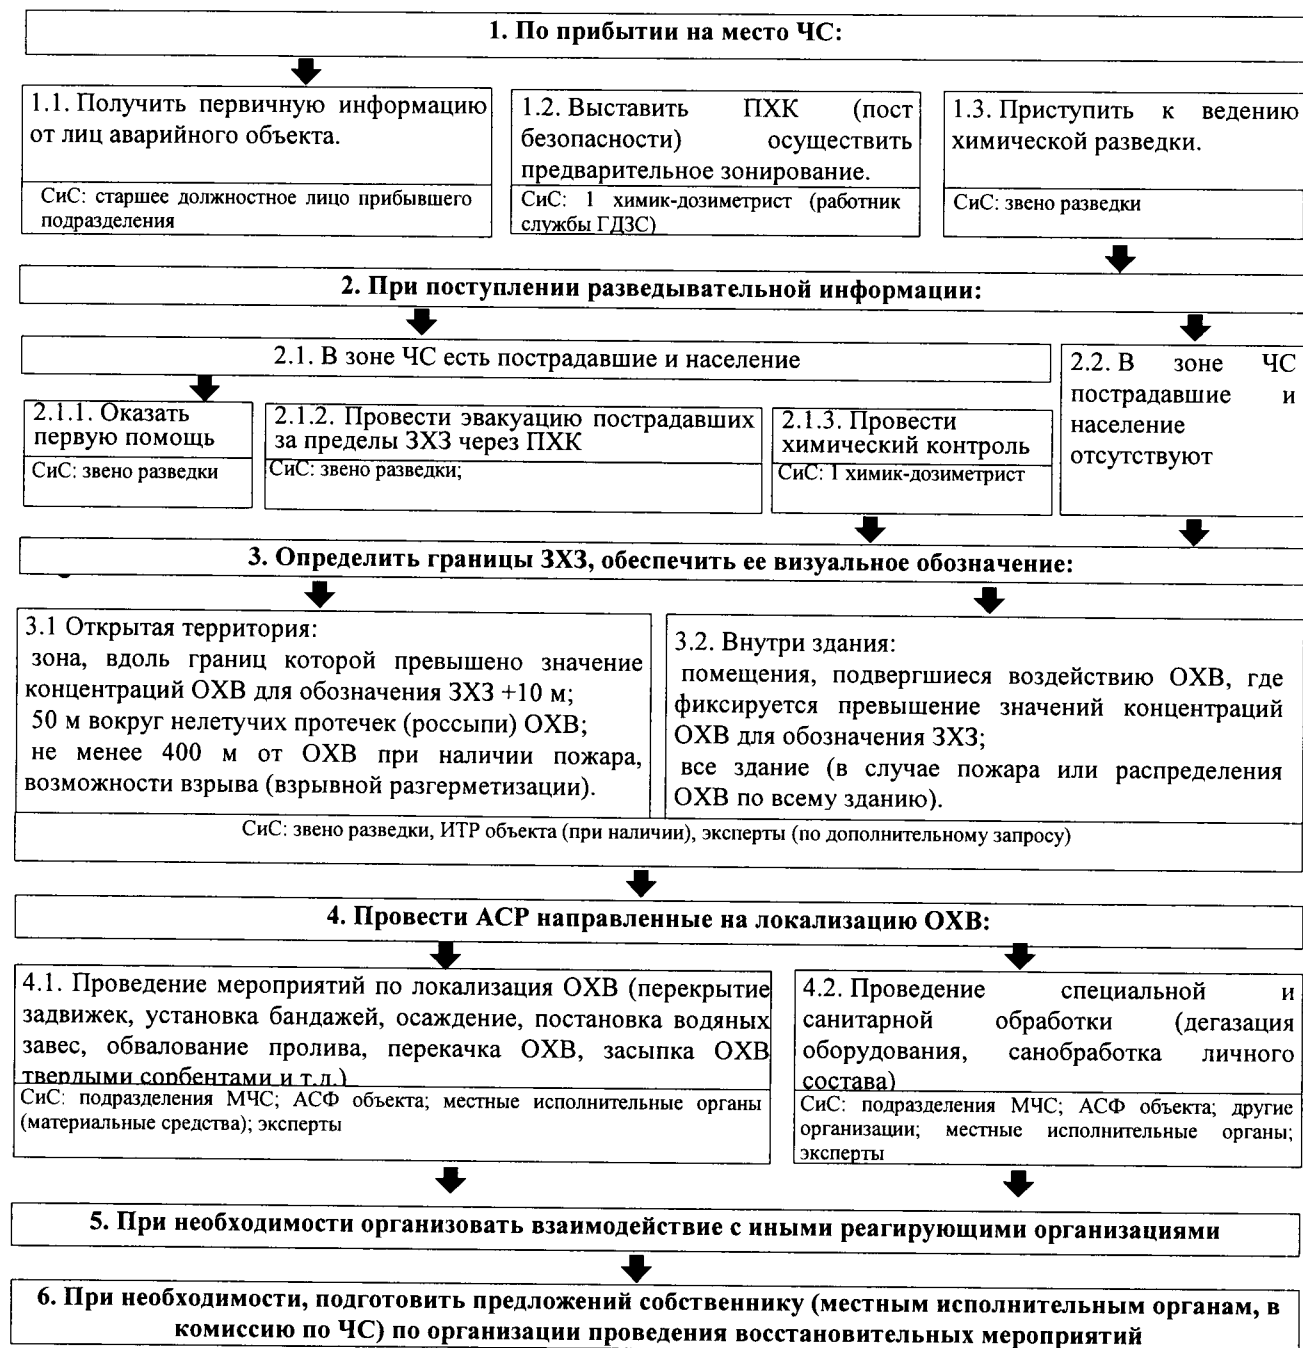 1. По прибытии на место ЧС:
1.1. Получить первичную информацию
от лиц аварийного объекта.
СиС: старшее должностное лицо прибывшего
подразделения
1.2. Выставить ПХК (пост
безопасности) осуществить
предварительное зонирование.
СиС: 1 химик-дозиметрист (работник
службы ГДЗС)
1.3. Приступить к ведению
химической разведки.
СиС: звено разведки
2. При поступлении разведывательной информации:
2.1. В зоне ЧС есть пострадавшие и население
2.1.1. Оказать
первую помощь
СиС: звено разведки
2.1.2. Провести эвакуацию пострадавших
за пределы ЗХЗ через ПХК
СиС: звено разведки;
2.1.3. Провести
химический контроль
СиС: 1 химик-дозиметрист
2.2. В зоне ЧС
пострадавшие и
население
отсутствуют
3. Определить границы ЗХЗ, обеспечить ее визуальное обозначение:
3.1 Открытая территория:
зона, вдоль границ которой превышено значение
концентраций ОХВ для обозначения ЗХЗ +10 м;
50 м вокруг нелетучих протечек (россыпи) ОХВ;
не менее 400 м от ОХВ при наличии пожара,
возможности взрыва (взрывной разгерметизации).
3.2. Внутри здания:
помещения, подвергшиеся воздействию ОХВ, где
фиксируется превышение значений концентраций
ОХВ для обозначения ЗХЗ;
все здание (в случае пожара или распределения
ОХВ по всему зданию).
СиС: звено разведки, ИТР объекта (при наличии), эксперты (по дополнительному запросу)
4. Провести АСР направленные на локализацию ОХВ:
4.1. Проведение мероприятий по локализация ОХВ (перекрытие
задвижек, установка бандажей, осаждение, постановка водяных
завес, обвалование пролива, перекачка ОХВ, засыпка ОХВ
твердыми сорбентами и т.д.)
СиС: подразделения МЧС; АСФ объекта; местные исполнительные органы
(материальные средства); эксперты
4.2. Проведение специальной и
санитарной обработки (дегазация
оборудования, санобработка личного
состава)
СиС: подразделения МЧС; АСФ объекта; другие
организации; местные исполнительные органы;
эксперты
5. При необходимости организовать взаимодействие с иными реагирующими организациями
6. При необходимости, подготовить предложений собственнику (местным исполнительным органам, в
комиссию по ЧС) по организации проведения восстановительных мероприятий